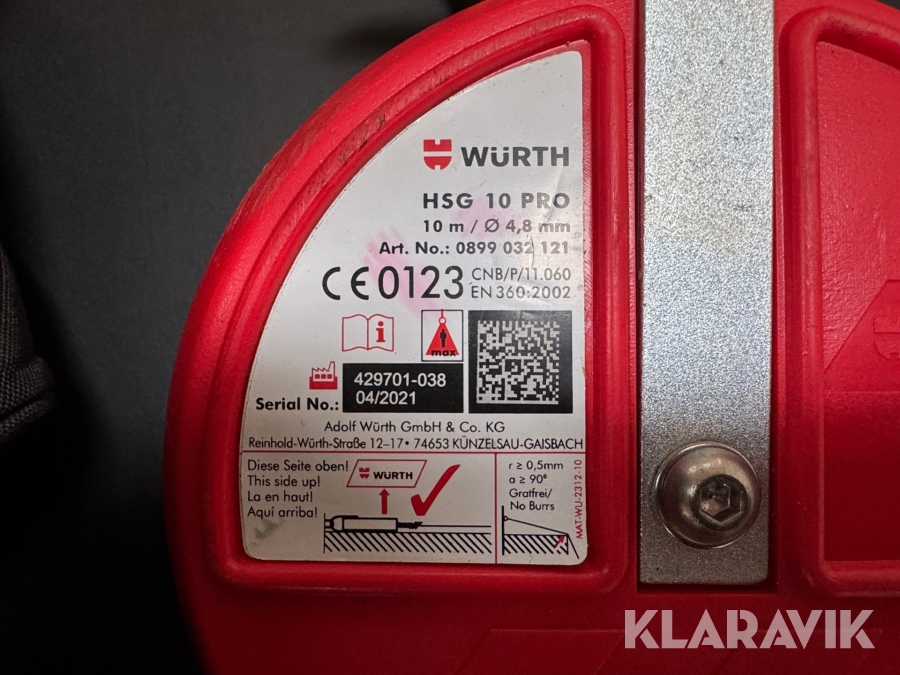 WÜRTH
HSG 10 PRO
10 m / Ø 4,8 mm
Art. No.: 0899 032 121
CE0123 CNB/P/11.060
EN 360:2002
i
max
Serial No.: 429701-038
04/2021
Adolf Würth GmbH & Co. KG
Reinhold-Würth-Straße 12–17 • 74653 KÜNZELSAU-GAISBACH
Diese Seite oben!
This side up!
La en haut!
Aquí arriba!
WÜRTH
r ≥ 0,5mm
a ≥ 90°
Gratfrei/
No Burrs
MAT-WU-2312-10
KLARAVIK